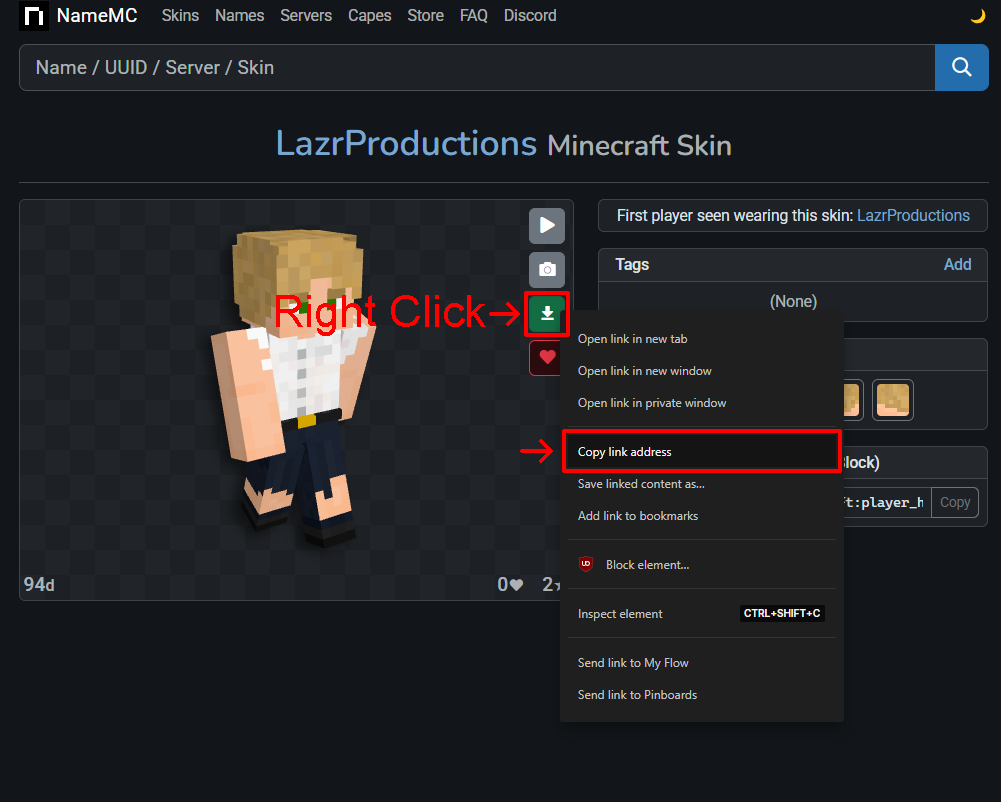 NameMC Skins Names Servers Capes Store FAQ Discord
Name / UUID / Server / Skin
LazrProductions Minecraft Skin
First player seen wearing this skin: LazrProductions
Tags Add
(None)
Right Click
Open link in new tab
Open link in new window
Open link in private window
Copy link address
lock)
Save linked content as...
ft:player_h Copy
Add link to bookmarks
Block element...
94d 0 2
Inspect element CTRL+SHIFT+C
Send link to My Flow
Send link to Pinboards